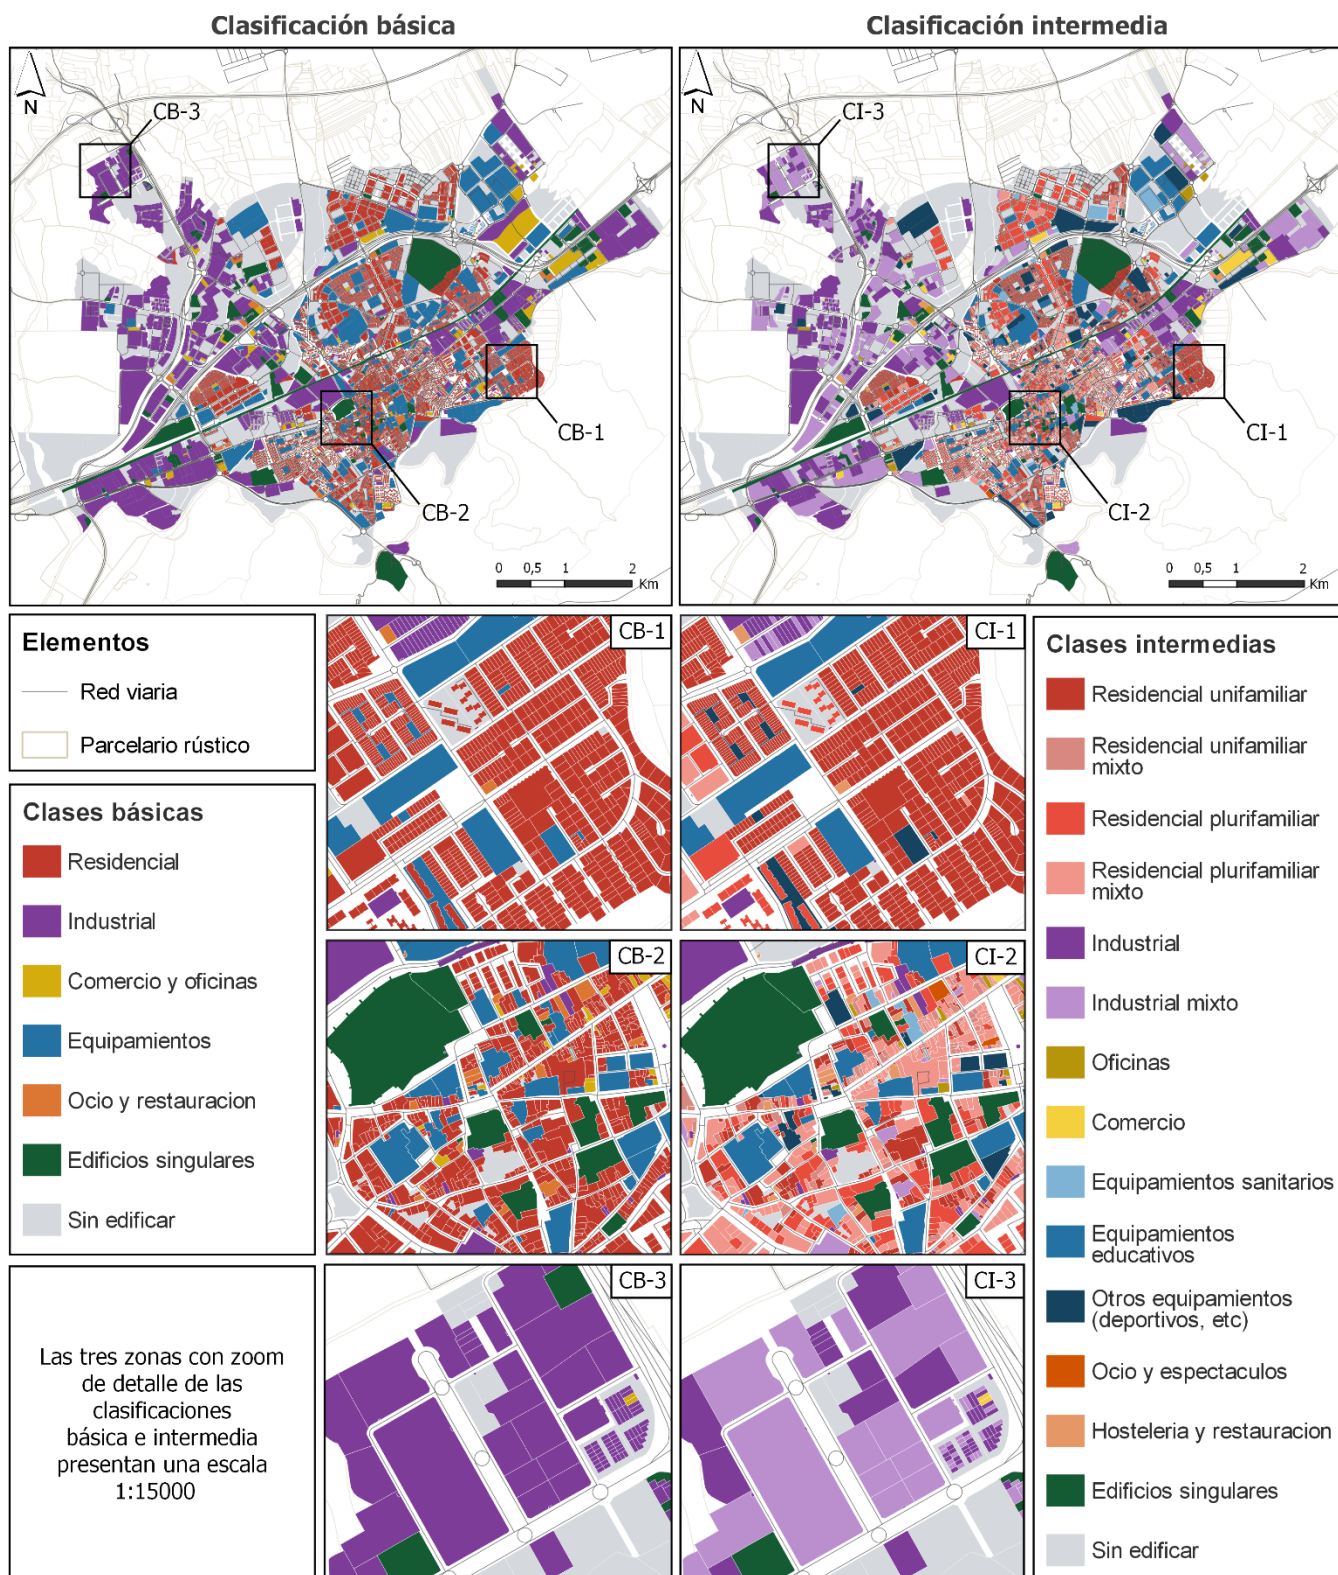 Clasificación básica
Clasificación intermedia
N
CB-3
CB-1
CB-2
0 0,5 1 2
Km
N
CI-3
CI-1
CI-2
0 0,5 1 2
Km
Elementos
Red viaria
Parcelario rústico
Clases básicas
Residencial
Industrial
Comercio y oficinas
Equipamientos
Ocio y restauracion
Edificios singulares
Sin edificar
Las tres zonas con zoom
de detalle de las
clasificaciones
básica e intermedia
presentan una escala
1:15000
CB-1
CI-1
CB-2
CI-2
CB-3
CI-3
Clases intermedias
Residencial unifamiliar
Residencial unifamiliar
mixto
Residencial plurifamiliar
Residencial plurifamiliar
mixto
Industrial
Industrial mixto
Oficinas
Comercio
Equipamientos sanitarios
Equipamientos
educativos
Otros equipamientos
(deportivos, etc)
Ocio y espectaculos
Hosteleria y restauracion
Edificios singulares
Sin edificar